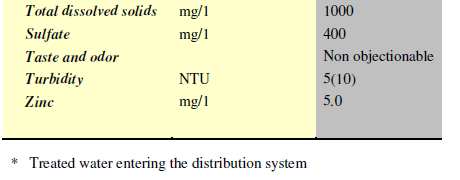 Total dissolved solids mg/l 1000
Sulfate mg/l 400
Taste and odor Non objectionable
Turbidity NTU 5(10)
Zinc mg/l 5.0
* Treated water entering the distribution system